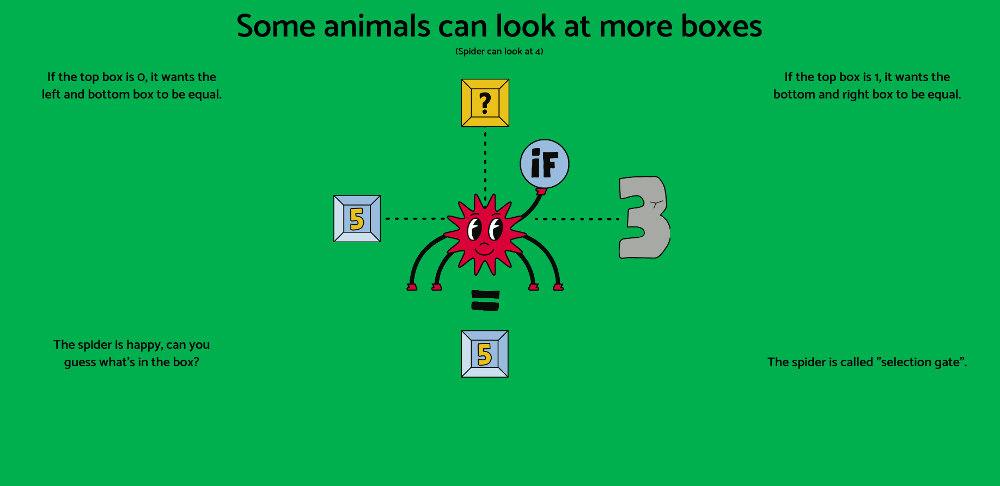 Some animals can look at more boxes
(Spider can look at 4)
If the top box is 0, it wants the
left and bottom box to be equal.
If the top box is 1, it wants the
bottom and right box to be equal.
?
iF
5
3
=
5
The spider is happy, can you
guess what's in the box?
The spider is called ”selection gate”.